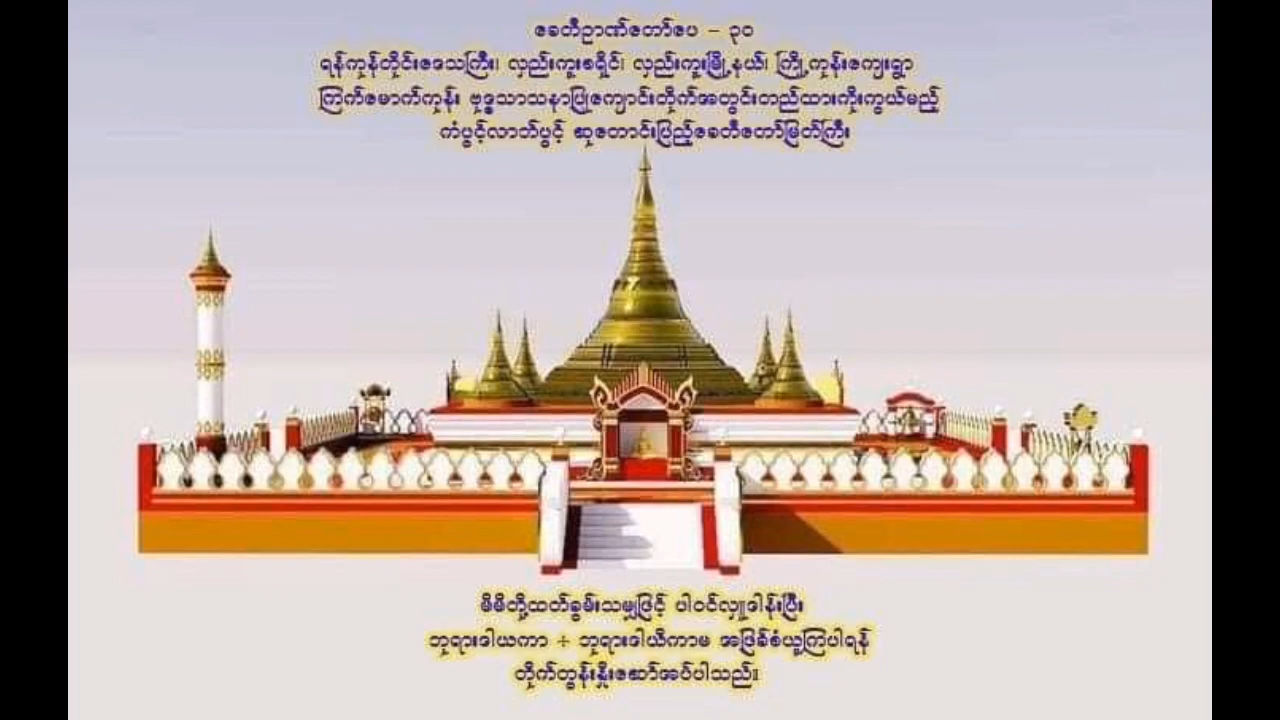 စေတီဉာဏ်တော်ပေ - ၃၀
ရန်ကုန်တိုင်းဒေသကြီး၊ လှည်းကူးခရိုင်၊ လှည်းကူးမြို့နယ်၊ ကြို့ကုန်းကျေးရွာ
ကြက်မောက်ကုန်း ဗုဒ္ဓသာသနာပြုကျောင်းတိုက်အတွင်းတည်ထားကိုးကွယ်မည့်
ကံပွင့်လာဘ်ပွင့် ဆုတောင်းပြည့်စေတီတော်မြတ်ကြီး
မိမိတို့ထတ်ခွမ်းသမျှဖြင့် ပါဝင်လှူဒါန်းပြီး
ဘုရားဒါယကာ + ဘုရားဒါယိကာမ အဖြစ်ခံယူကြပါရန်
တိုက်တွန်းနှိုးဆော်အပ်ပါသည်။